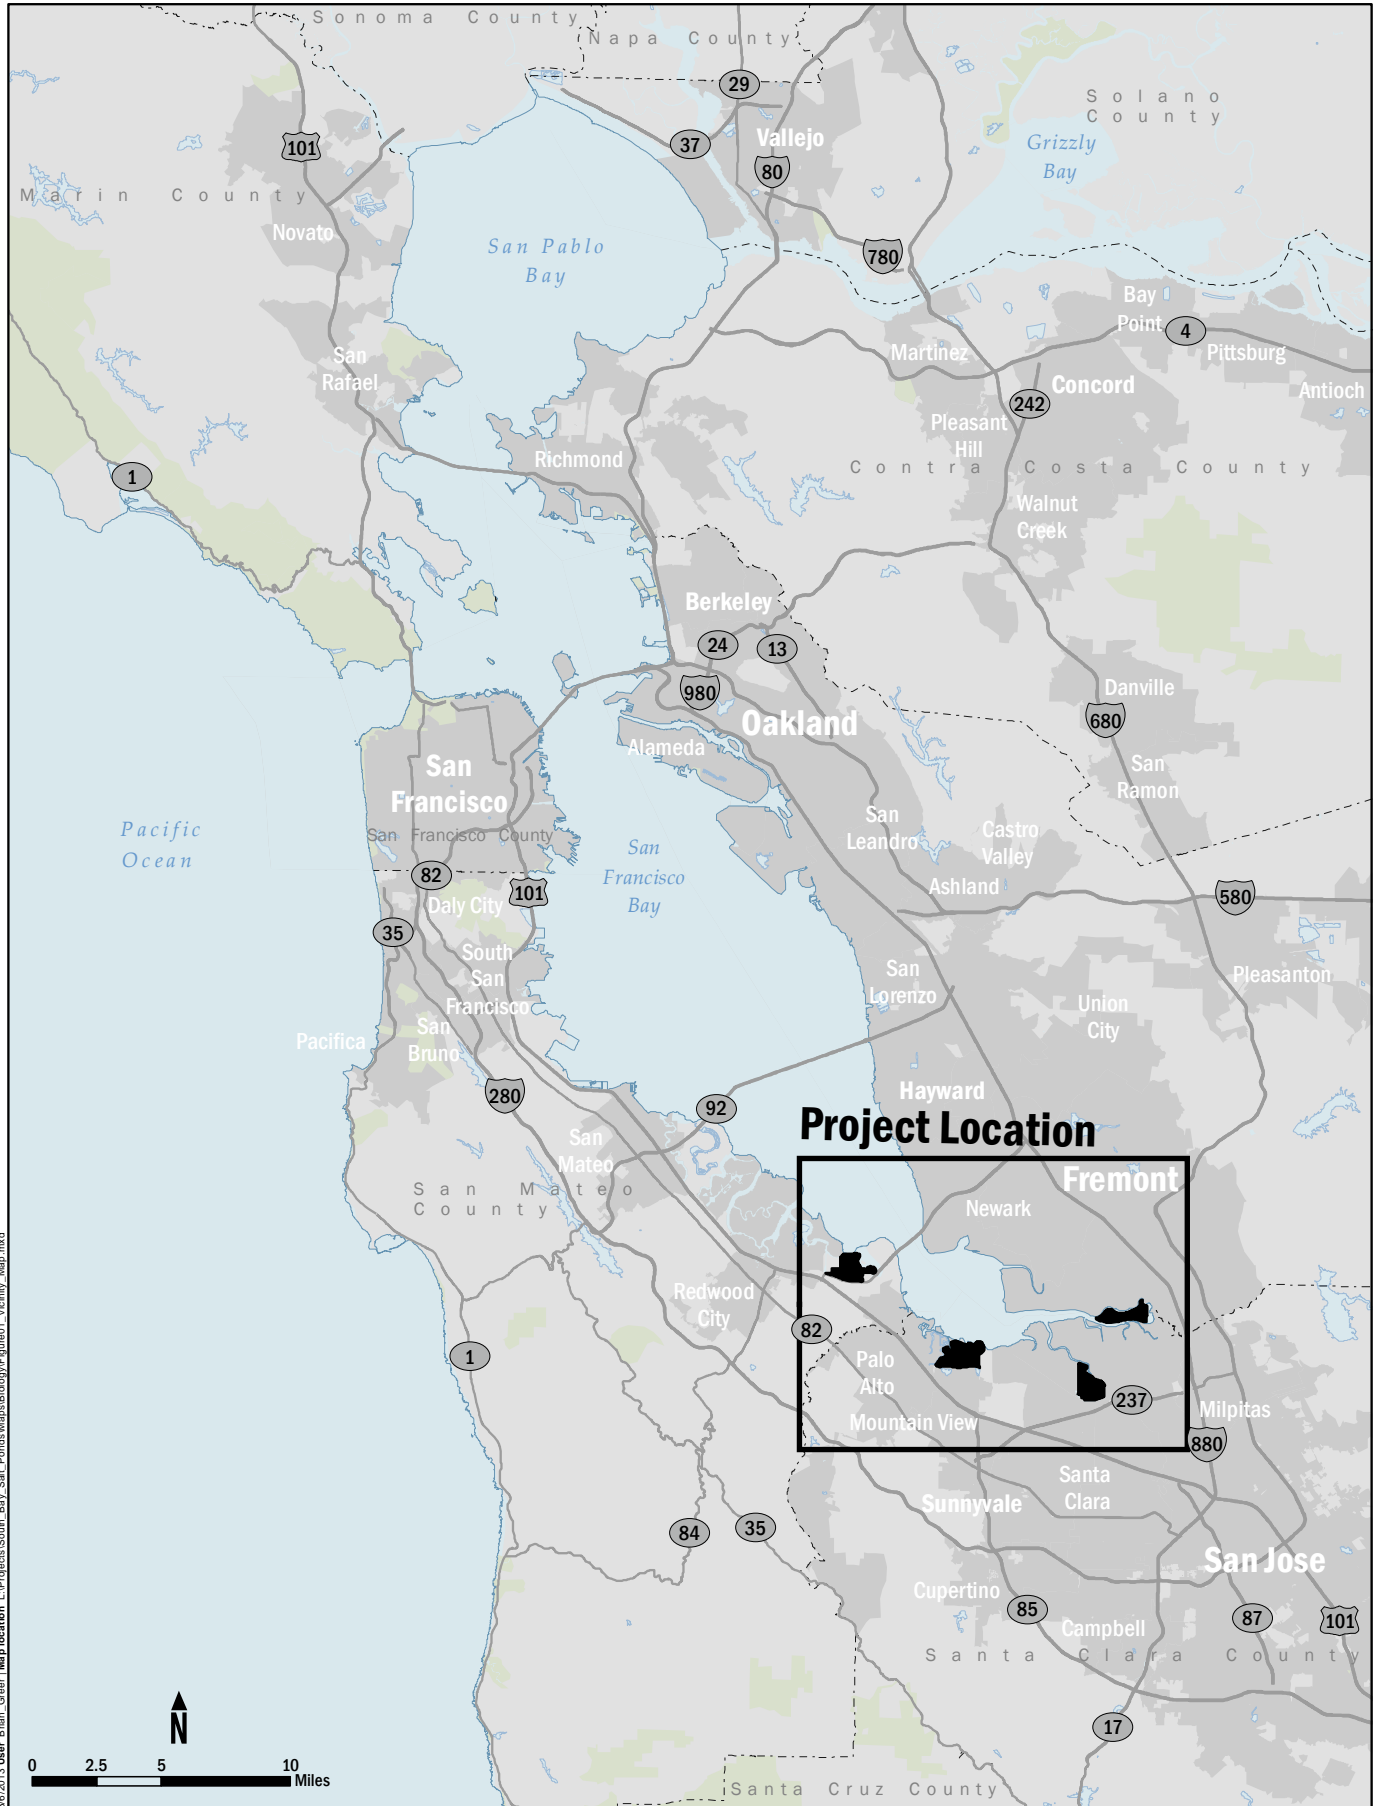 Sonoma County
Napa County
29
Solano
County
Vallejo
37
101
80
Grizzly
Bay
Marin County
Novato
San Pablo
Bay
780
Bay
Point
4
Martinez
Pittsburg
San
Rafael
Concord
Antioch
242
Pleasant
Hill
Richmond
Contra Costa County
1
Walnut
Creek
Berkeley
24
13
980
Danville
680
Oakland
Alameda
San
Francisco
San
Ramon
Pacific
Ocean
San Francisco County
San
Leandro
Castro
Valley
San
Francisco
Bay
82
101
Ashland
580
Daly City
35
South
San
Francisco
San
Lorenzo
Pleasanton
Union
City
San
Bruno
Pacifica
280
Hayward
92
Project Location
San
Mateo
San Mateo
County
Fremont
Newark
Redwood
City
82
1
Palo
Alto
237
Milpitas
Mountain View
880
Santa
Clara
Sunnyvale
84
35
San Jose
Cupertino
85
87
101
Campbell
Santa Clara County
17
N
0 2.5 5 10
Miles
Santa Cruz County